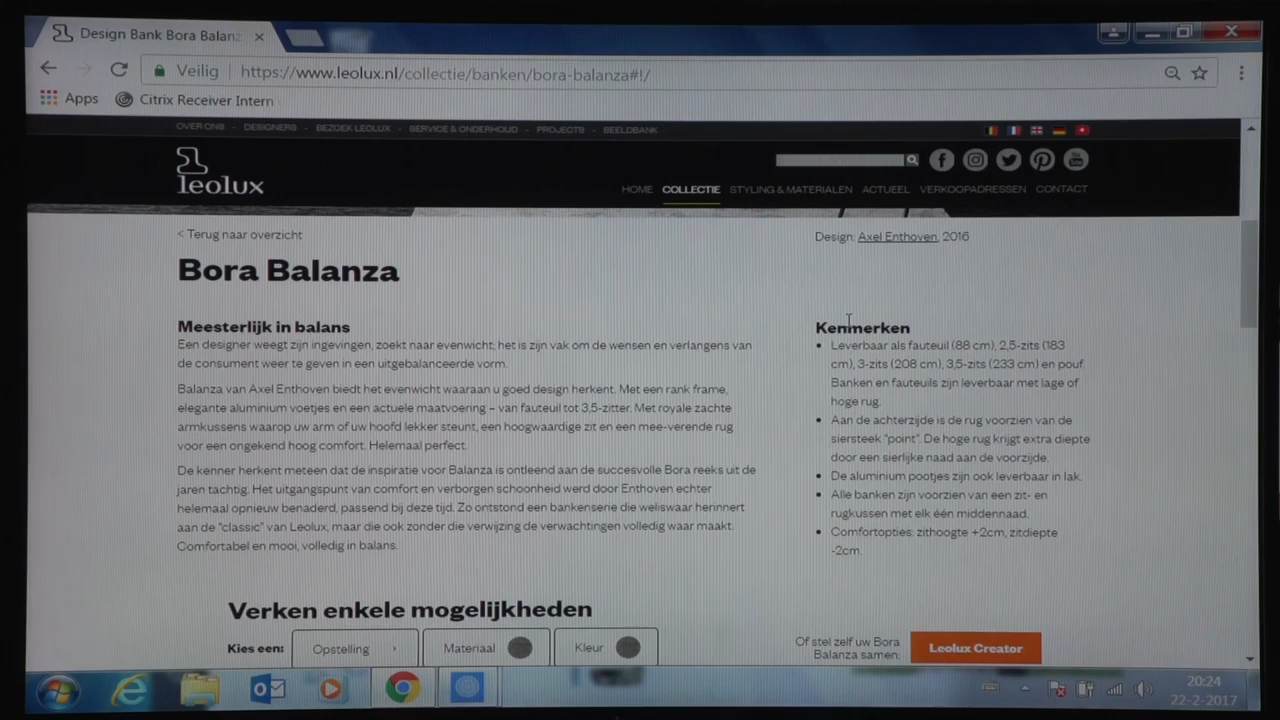 Design Bank Bora Balanz
Veilig | https://www.leolux.nl/collectie/banken/bora-balanza#!/
Apps Citrix Receiver Intern
OVER ONS - DESIGNERS - BEZOEK LEOLUX - SERVICE & ONDERHOUD - PROJECTS - BEELDBANK
leolux
HOME COLLECTIE STYLING & MATERIALEN ACTUEEL VERKOOPADRESSEN CONTACT
< Terug naar overzicht
Design: Axel Enthoven, 2016
Bora Balanza
Meesterlijk in balans
Een designer weegt zijn ingevingen, zoekt naar evenwicht; het is zijn vak om de wensen en verlangens van
de consument weer te geven in een uitgebalanceerde vorm.
Balanza van Axel Enthoven biedt het evenwicht waaraan u goed design herkent. Met een rank frame,
elegante aluminium voetjes en een actuele maatvoering – van fauteuil tot 3,5-zitter. Met royale zachte
armkussens waarop uw arm of uw hoofd lekker steunt, een hoogwaardige zit en een mee-verende rug
voor een ongekend hoog comfort. Helemaal perfect.
De kenner herkent meteen dat de inspiratie voor Balanza is ontleend aan de succesvolle Bora reeks uit de
jaren tachtig. Het uitgangspunt van comfort en verborgen schoonheid werd door Enthoven echter
helemaal opnieuw benaderd, passend bij deze tijd. Zo ontstond een bankenserie die weliswaar herinnert
aan de "classic" van Leolux, maar die ook zonder die verwijzing de verwachtingen volledig waar maakt.
Comfortabel en mooi, volledig in balans.
Kenmerken
• Leverbaar als fauteuil (88 cm), 2,5-zits (183
cm), 3-zits (208 cm), 3,5-zits (233 cm) en pouf.
Banken en fauteuils zijn leverbaar met lage of
hoge rug.
• Aan de achterzijde is de rug voorzien van de
siersteek "point". De hoge rug krijgt extra diepte
door een sierlijke naad aan de voorzijde.
• De aluminium pootjes zijn ook leverbaar in lak.
• Alle banken zijn voorzien van een zit- en
rugkussen met elk één middennaad.
• Comfortopties: zithoogte +2cm, zitdiepte
-2cm.
Verken enkele mogelijkheden
Kies een: Opstelling Materiaal Kleur
Of stel zelf uw Bora
Balanza samen:
Leolux Creator
20:24
22-2-2017